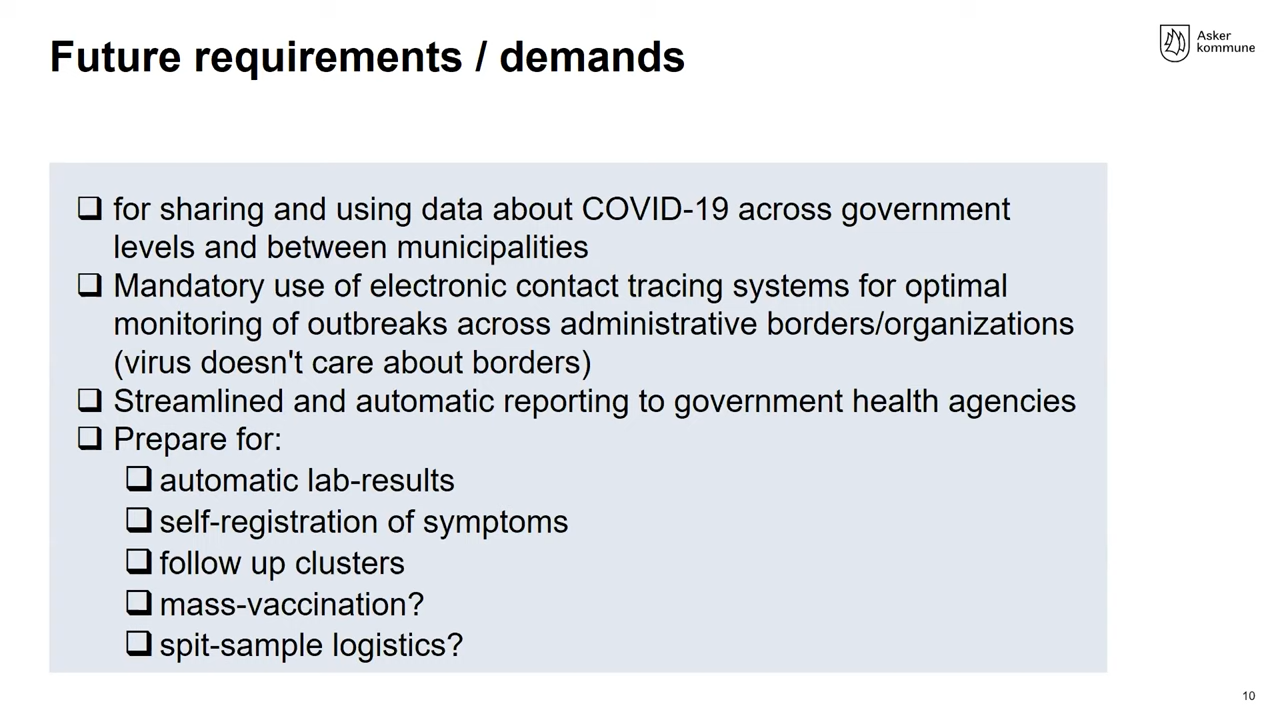 Future requirements / demands
Asker
kommune
❑ for sharing and using data about COVID-19 across government
levels and between municipalities
❑ Mandatory use of electronic contact tracing systems for optimal
monitoring of outbreaks across administrative borders/organizations
(virus doesn't care about borders)
❑ Streamlined and automatic reporting to government health agencies
❑ Prepare for:
❑ automatic lab-results
❑ self-registration of symptoms
❑ follow up clusters
❑ mass-vaccination?
❑ spit-sample logistics?
10